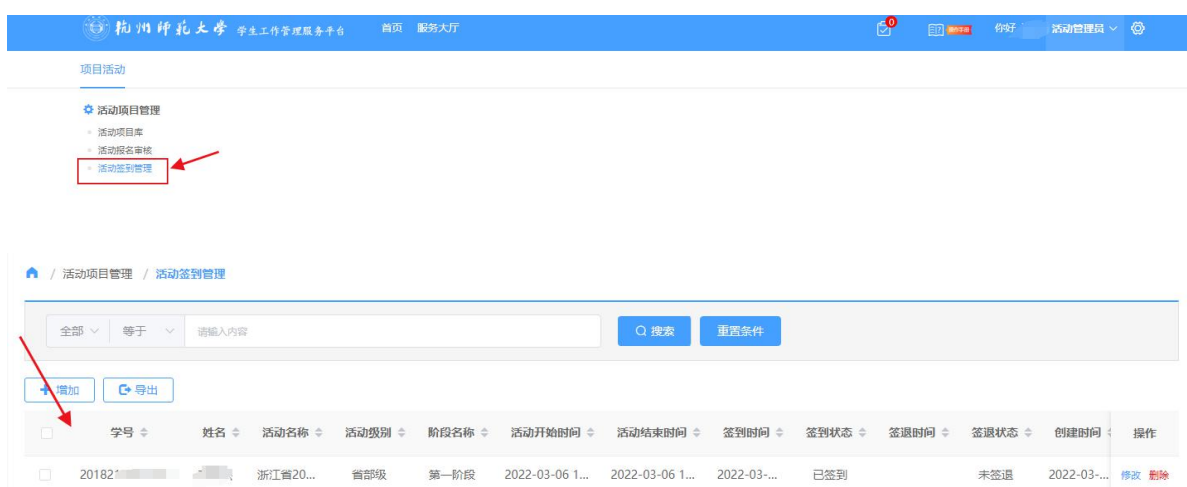 杭州师范大学 学生工作管理服务平台 首页 服务大厅 0 你好 活动管理员
项目活动
活动项目管理
活动项目库
活动报名审核
活动签到管理
/ 活动项目管理 / 活动签到管理
全部 等于 请输入内容 搜索 重置条件
+ 增加 导出
学号 姓名 活动名称 活动级别 阶段名称 活动开始时间 活动结束时间 签到时间 签到状态 签退时间 签退状态 创建时间 操作
201821 浙江省20... 省部级 第一阶段 2022-03-06 1... 2022-03-06 1... 2022-03-... 已签到 未签退 2022-03-... 修改 删除